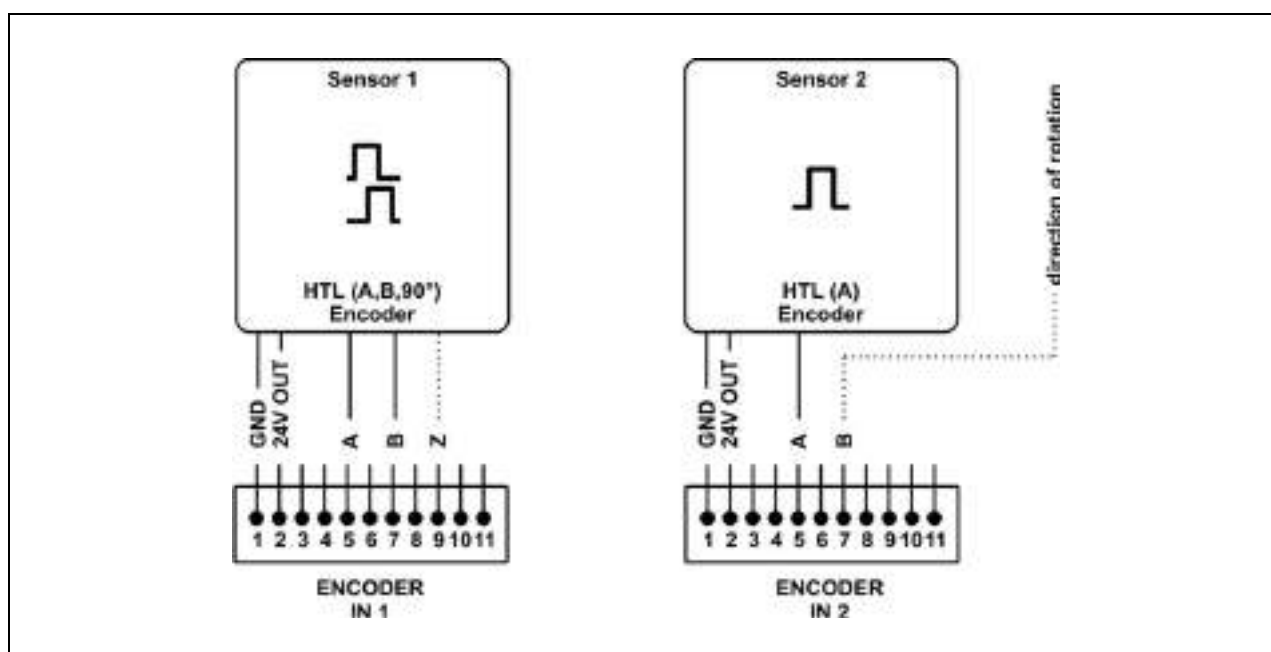 Sensor 1
HTL (A,B,90°)
Encoder
GND
24V OUT
A
B
Z
1 2 3 4 5 6 7 8 9 10 11
ENCODER
IN 1
Sensor 2
HTL (A)
Encoder
direction of rotation
GND
24V OUT
A
B
1 2 3 4 5 6 7 8 9 10 11
ENCODER
IN 2